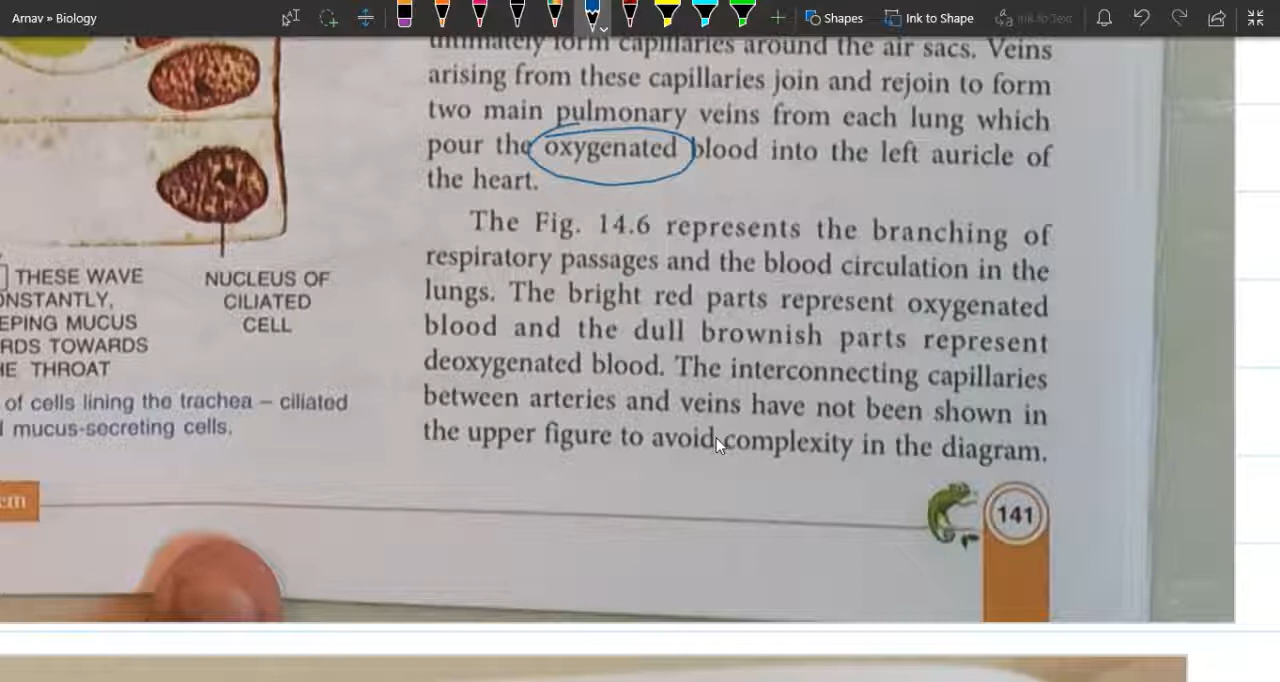 Arnav » Biology
Shapes
Ink to Shape
Ink to Text
ultimately form capillaries around the air sacs. Veins
arising from these capillaries join and rejoin to form
two main pulmonary veins from each lung which
pour the oxygenated blood into the left auricle of
the heart.
The Fig. 14.6 represents the branching of
respiratory passages and the blood circulation in the
lungs. The bright red parts represent oxygenated
blood and the dull brownish parts represent
deoxygenated blood. The interconnecting capillaries
between arteries and veins have not been shown in
the upper figure to avoid complexity in the diagram.
THESE WAVE
ONSTANTLY,
EPING MUCUS
RDS TOWARDS
HE THROAT
NUCLEUS OF
CILIATED
CELL
of cells lining the trachea – ciliated
mucus-secreting cells.
em
141